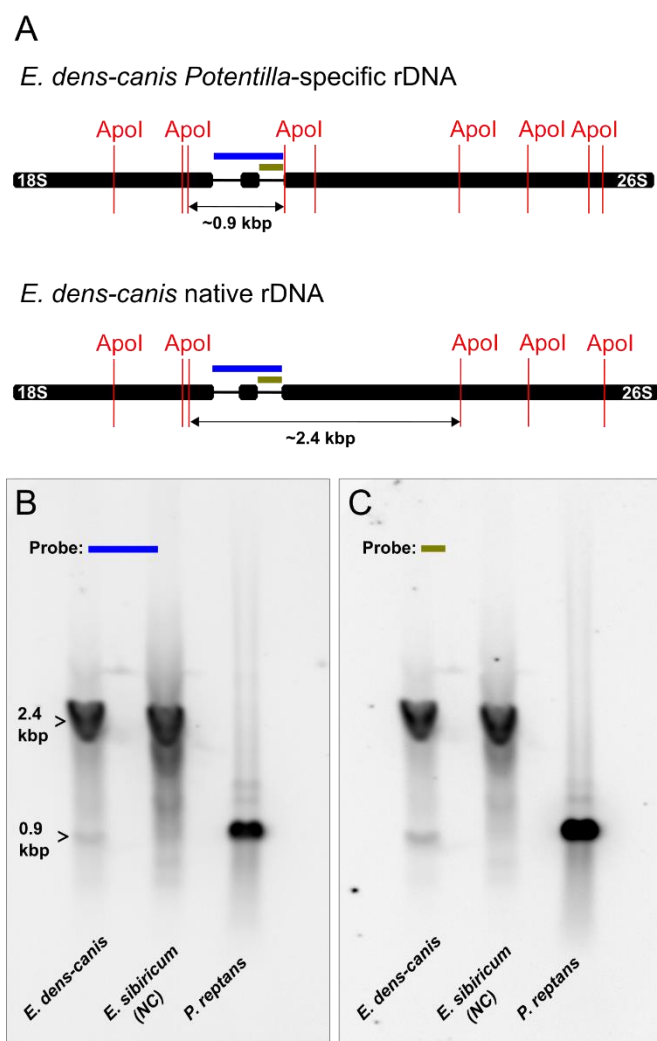 A
E. dens-canis Potentilla-specific rDNA
ApoI ApoI ApoI ApoI ApoI ApoI
18S 26S
~0.9 kbp
E. dens-canis native rDNA
ApoI ApoI ApoI ApoI ApoI
18S 26S
~2.4 kbp
B
Probe:
2.4 >
kbp
0.9 >
kbp
E. dens-canis
E. sibiricum
(NC)
P. reptans
C
Probe:
E. dens-canis
E. sibiricum
(NC)
P. reptans